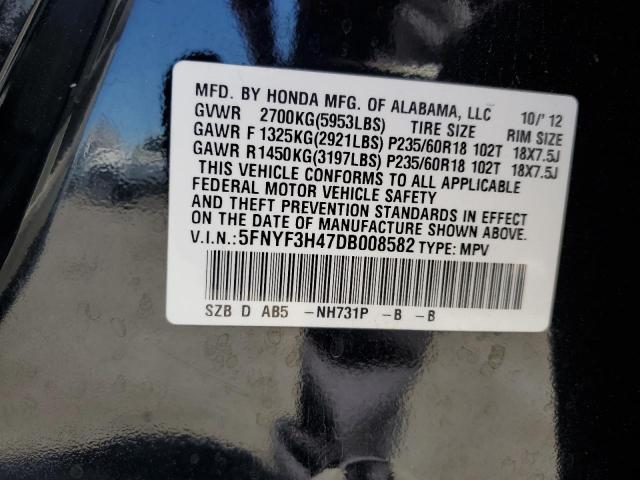 MFD. BY HONDA MFG. OF ALABAMA, LLC 10/'12
GVWR 2700KG(5953LBS) TIRE SIZE RIM SIZE
GAWR F 1325KG(2921LBS) P235/60R18 102T 18X7.5J
GAWR R1450KG(3197LBS) P235/60R18 102T 18X7.5J
THIS VEHICLE CONFORMS TO ALL APPLICABLE
FEDERAL MOTOR VEHICLE SAFETY
AND THEFT PREVENTION STANDARDS IN EFFECT
ON THE DATE OF MANUFACTURE SHOWN ABOVE.
V.I.N.:5FNYF3H47DB008582 TYPE: MPV
SZB D AB5 -NH731P -B -B